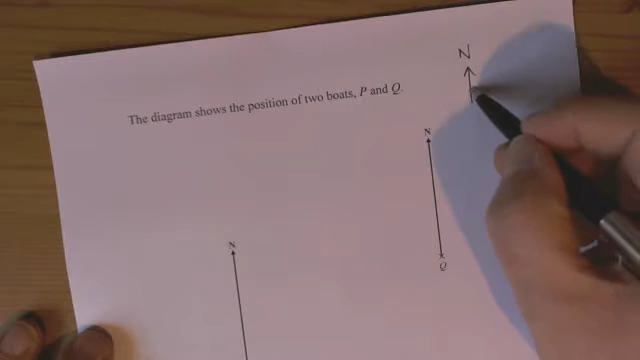 N
The diagram shows the position of two boats, P and Q.
N
Q
N